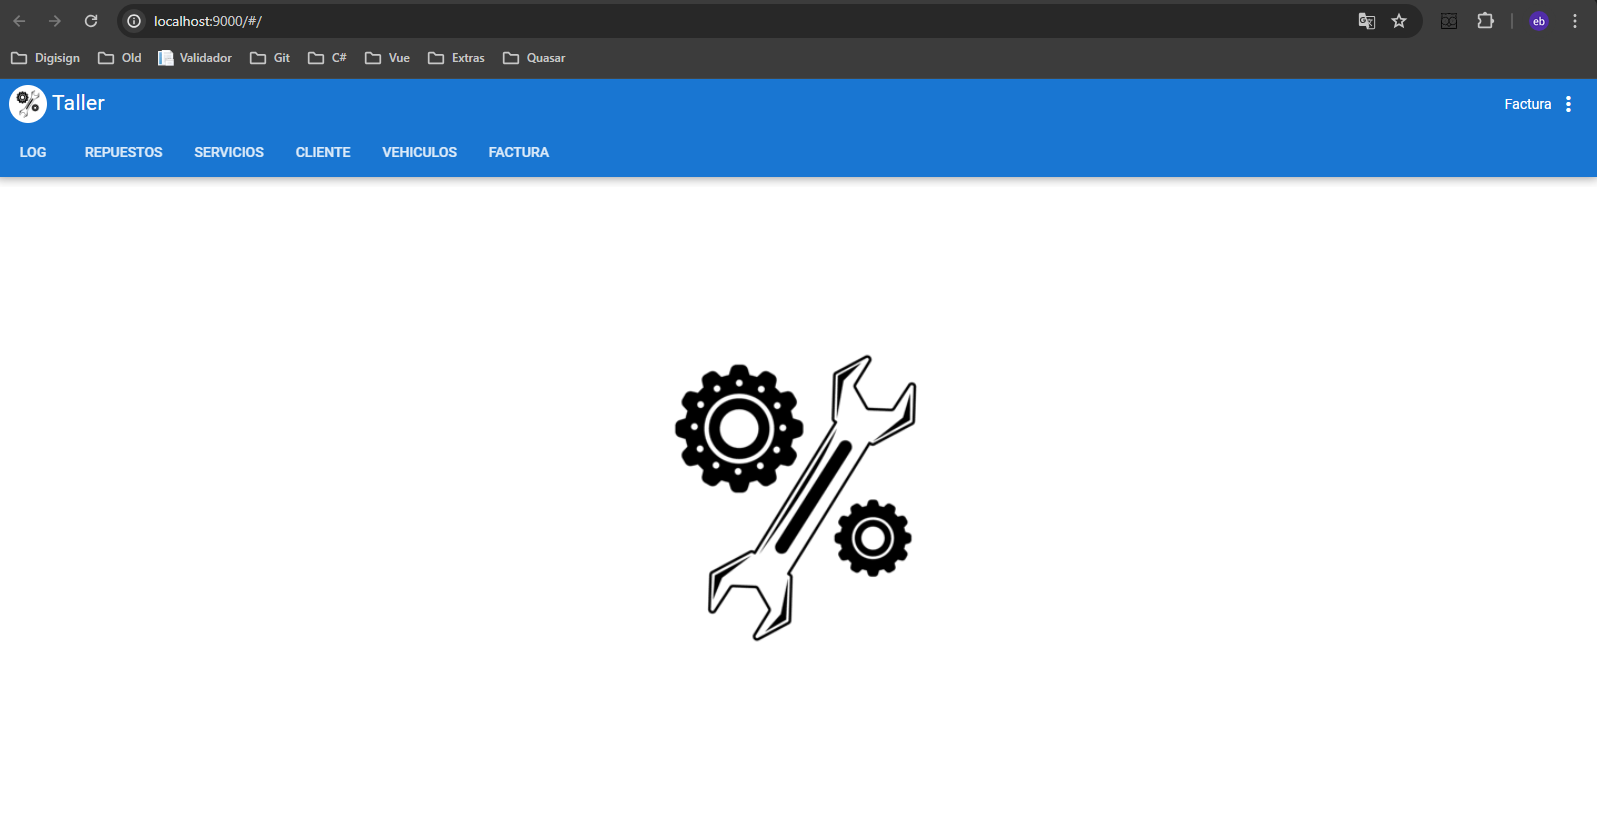 localhost:9000/#/
eb
Digisign Old Validador Git C# Vue Extras Quasar
Taller
Factura
LOG REPUESTOS SERVICIOS CLIENTE VEHICULOS FACTURA